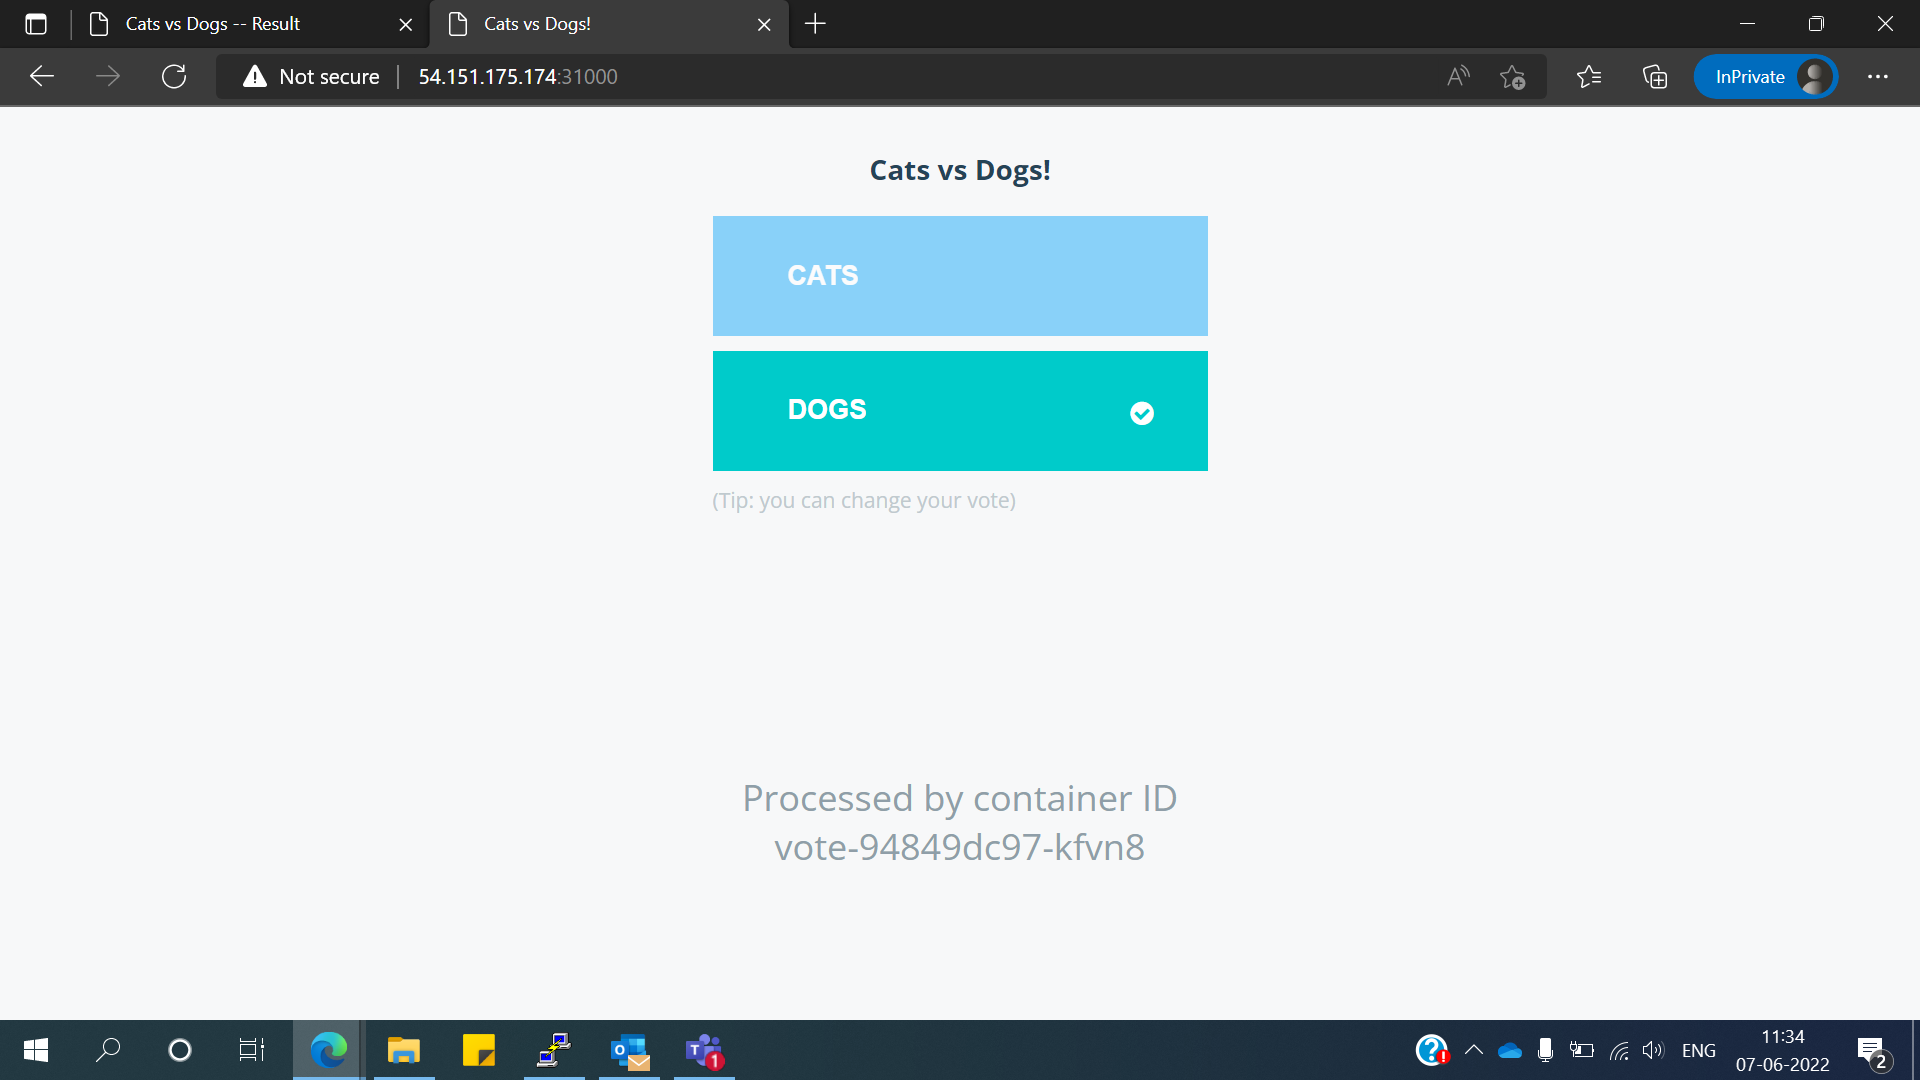 Cats vs Dogs -- Result
Cats vs Dogs!
Not secure
54.151.175.174:31000
InPrivate
Cats vs Dogs!
CATS
DOGS
(Tip: you can change your vote)
Processed by container ID
vote-94849dc97-kfvn8
ENG
11:34
07-06-2022
2
1